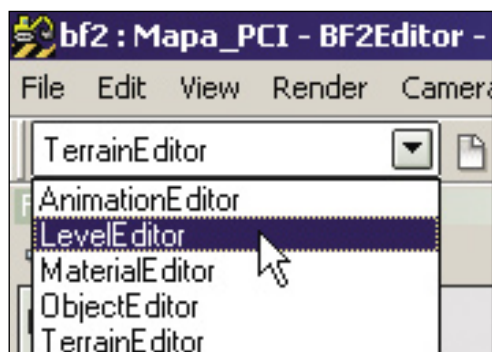 bf2 : Mapa_PCI - BF2Editor -
File Edit View Render Camera
TerrainEditor
AnimationEditor
LevelEditor
MaterialEditor
ObjectEditor
TerrainEditor